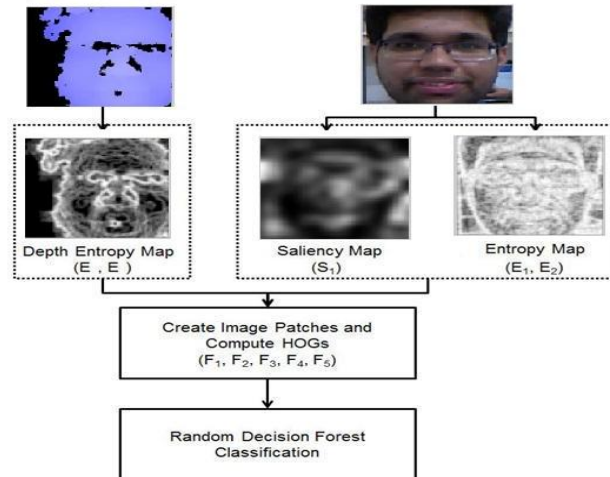 Depth Entropy Map
(E , E )
Saliency Map
(S₁)
Entropy Map
(E₁, E₂)
Create Image Patches and
Compute HOGs
(F₁, F₂, F₃, F₄, F₅)
Random Decision Forest
Classification